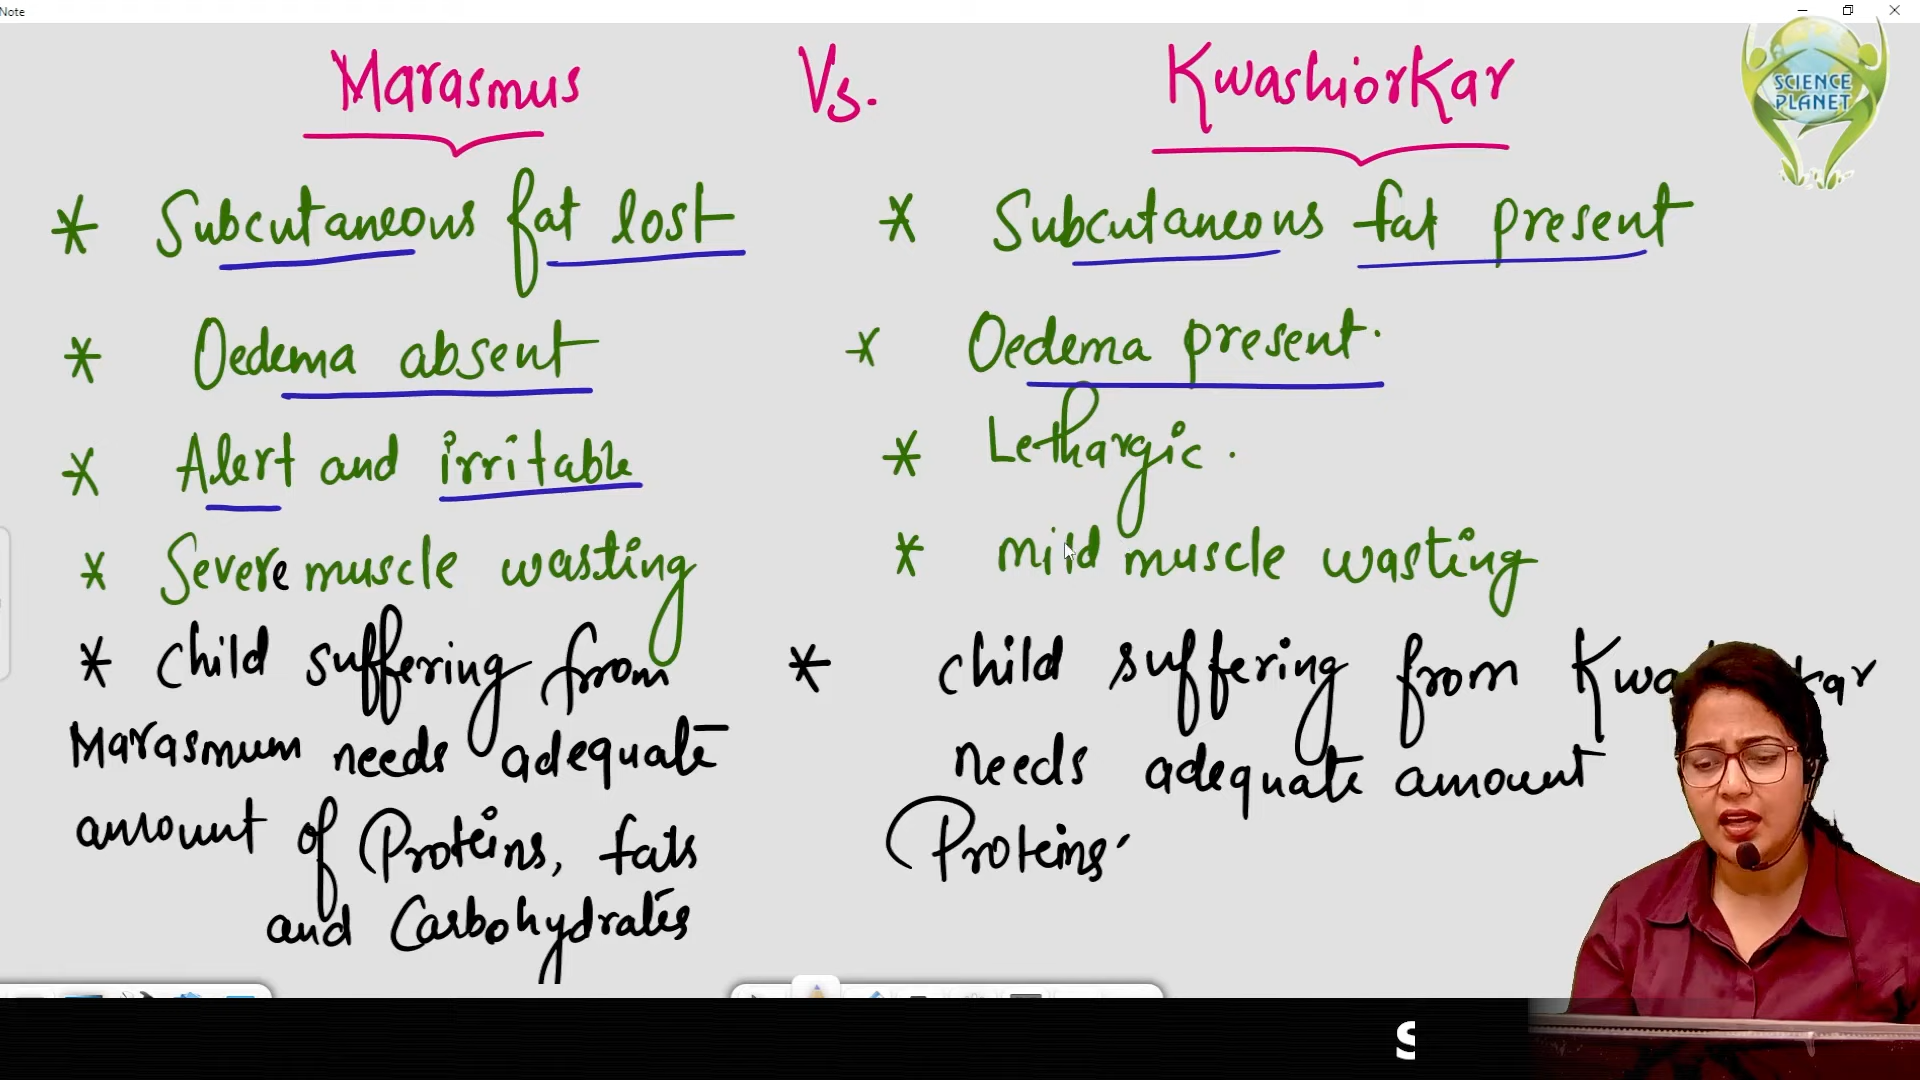 Note
Marasmus Vs. Kwashiorkar
SCIENCE
PLANET
* Subcutaneous fat lost
* Oedema absent
* Alert and irritable
* Severe muscle wasting
* child suffering from
Marasmum needs adequate
amount of Proteins, fats
and Carbohydrates
* Subcutaneous fat present
* Oedema present.
* Lethargic.
* mild muscle wasting
* child suffering from
needs adequate amount
Proteins
S